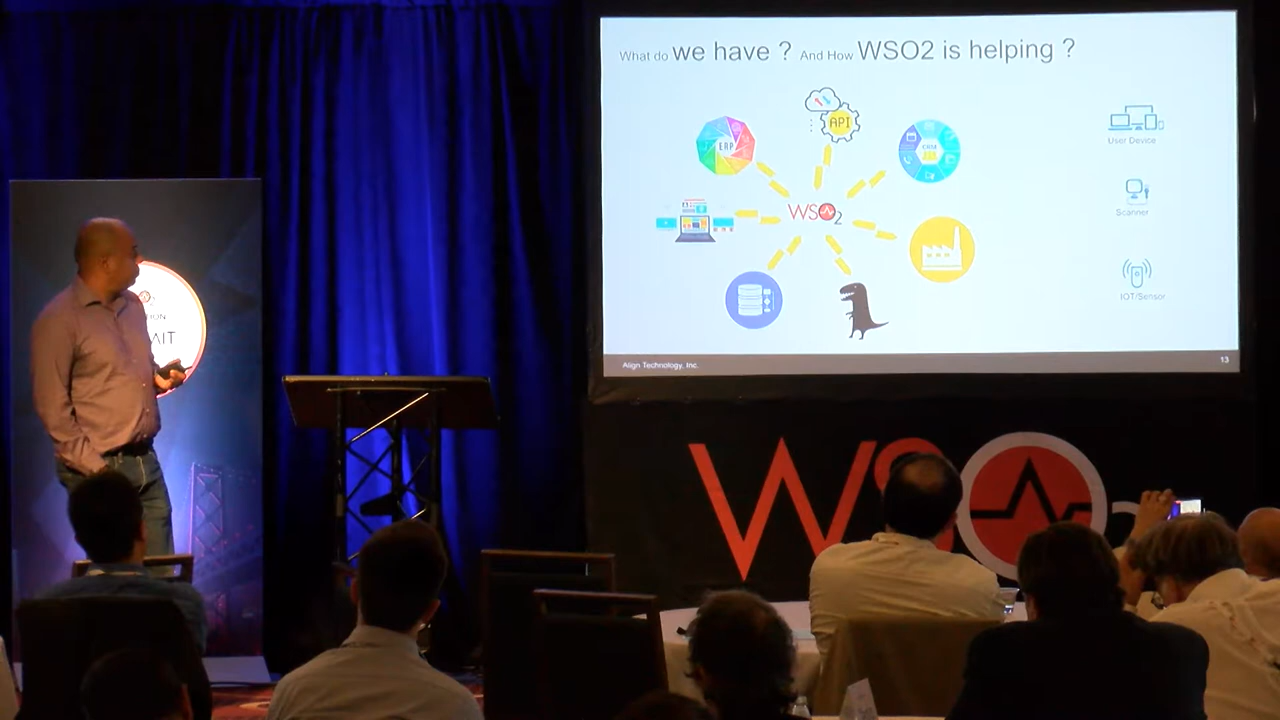 What do we have ? And How WSO2 is helping ?
API
ERP
CRM
User Device
WSO2
Scanner
IOT/Sensor
Align Technology, Inc.
13
WSO2